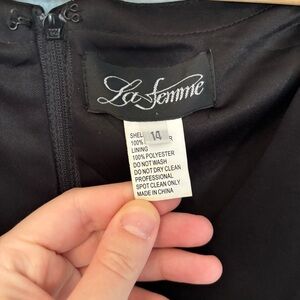 La Femme
14
SHEL
100% R
LINING
100% POLYESTER
DO NOT WASH
DO NOT DRY CLEAN
PROFESSIONAL
SPOT CLEAN ONLY
MADE IN CHINA